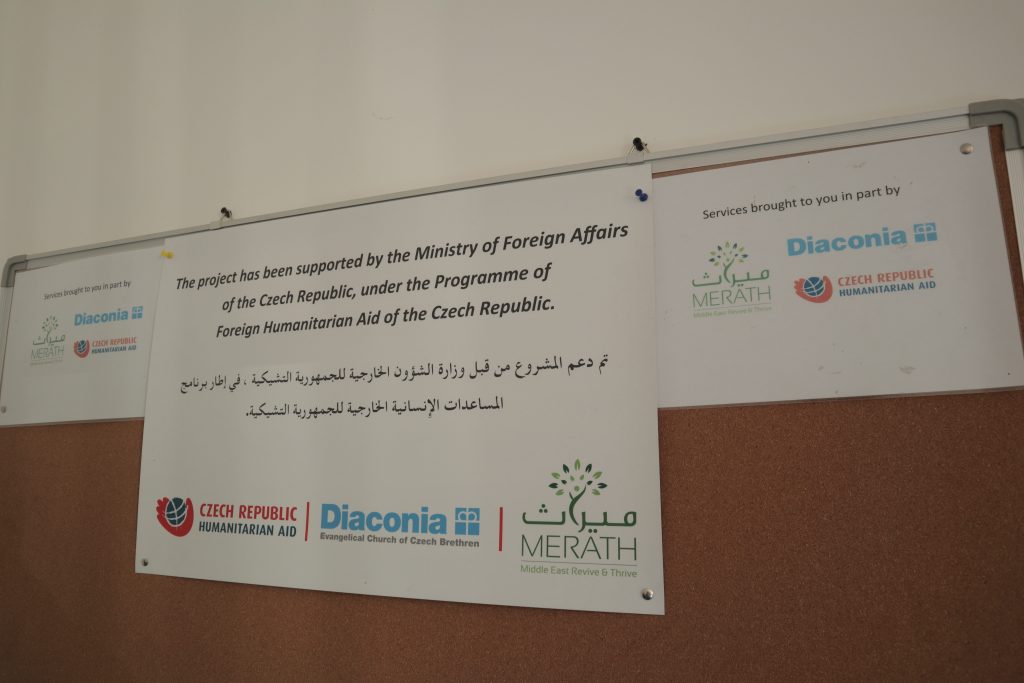 Services brought to you in part by
Diaconia
ميراث
MERATH
CZECH REPUBLIC
HUMANITARIAN AID
The project has been supported by the Ministry of Foreign Affairs
of the Czech Republic, under the Programme of
Foreign Humanitarian Aid of the Czech Republic.
تم دعم المشروع من قبل وزارة الشؤون الخارجية للجمهورية التشيكية ، في إطار برنامج
المساعدات الإنسانية الخارجية للجمهورية التشيكية.
CZECH REPUBLIC
HUMANITARIAN AID
Diaconia
Evangelical Church of Czech Brethren
ميراث
MERATH
Middle East Revive & Thrive
Services brought to you in part by
ميراث
MERATH
Middle East Revive & Thrive
Diaconia
CZECH REPUBLIC
HUMANITARIAN AID